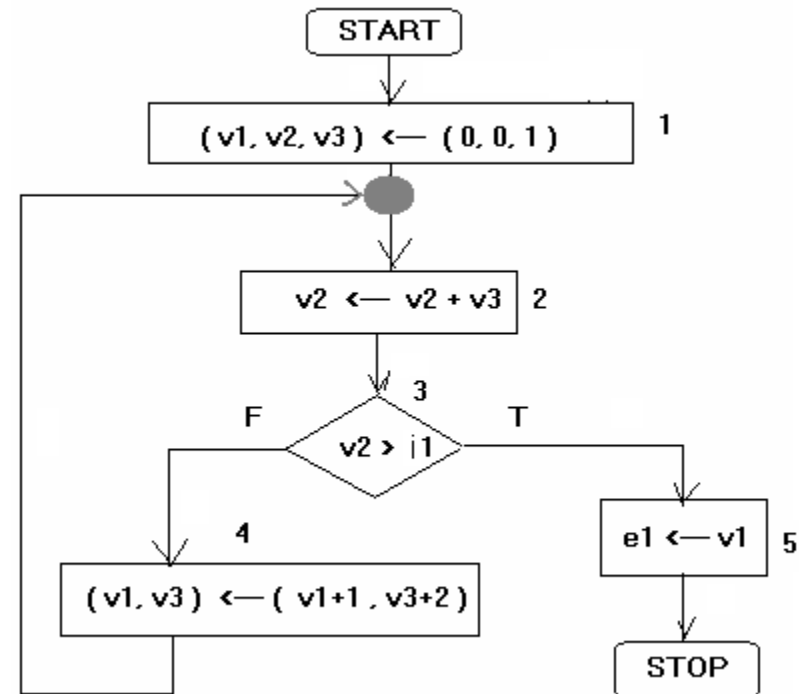 START
( v1, v2, v3 ) <— ( 0, 0, 1 )
1
v2 <— v2 + v3
2
3
F
T
v2 > i1
4
e1 <— v1
5
( v1, v3 ) <— ( v1+1 , v3+2 )
STOP